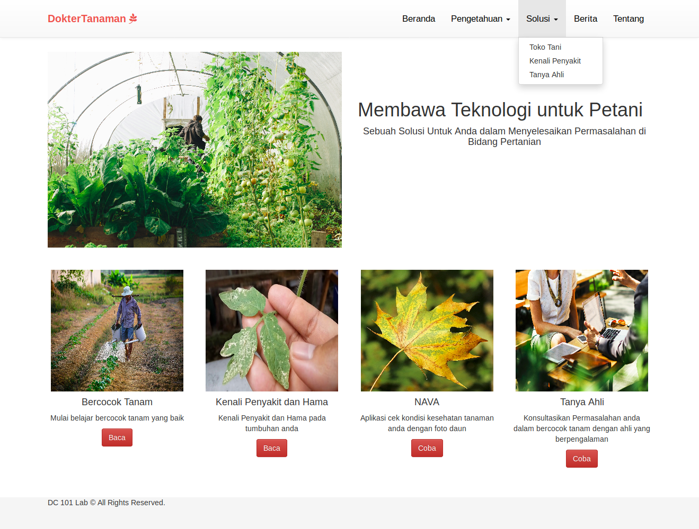 DokterTanaman
Beranda
Pengetahuan
Solusi
Berita
Tentang
Toko Tani
Kenali Penyakit
Tanya Ahli
Membawa Teknologi untuk Petani
Sebuah Solusi Untuk Anda dalam Menyelesaikan Permasalahan di
Bidang Pertanian
Bercocok Tanam
Mulai belajar bercocok tanam yang baik
Baca
Kenali Penyakit dan Hama
Kenali Penyakit dan Hama pada
tumbuhan anda
Baca
NAVA
Aplikasi cek kondisi kesehatan tanaman
anda dengan foto daun
Coba
Tanya Ahli
Konsultasikan Permasalahan anda
dalam bercocok tanam dengan ahli yang
berpengalaman
Coba
DC 101 Lab © All Rights Reserved.